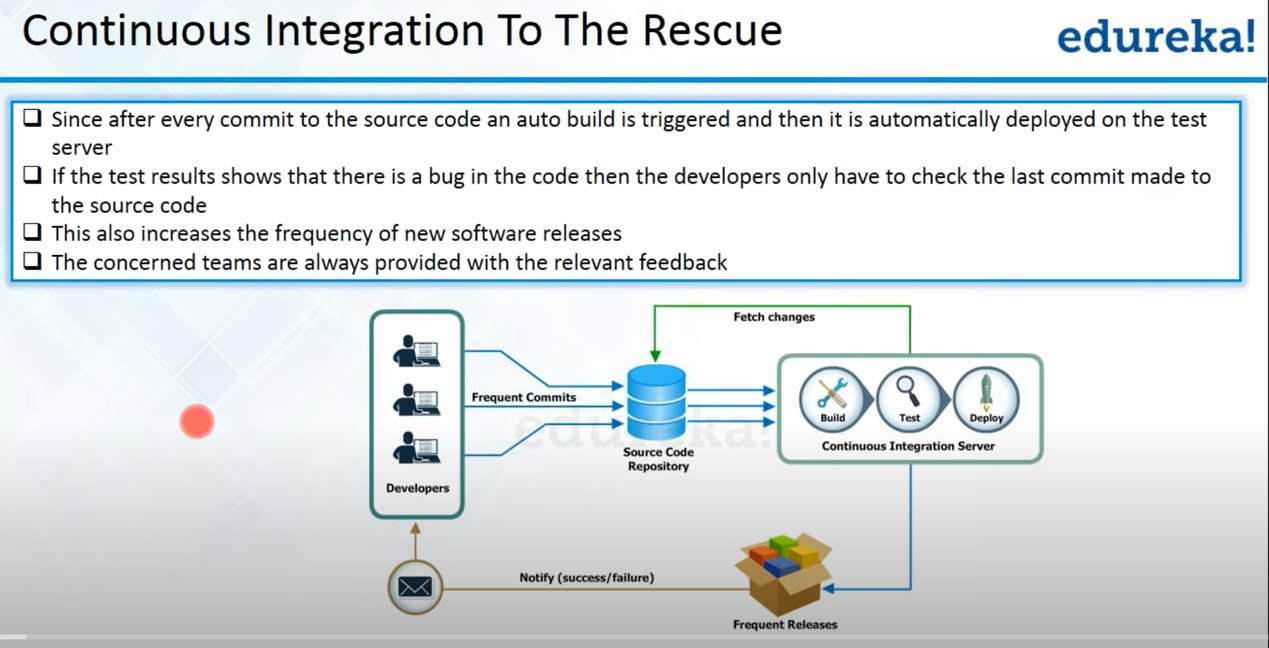 Continuous Integration To The Rescue
edureka!
Since after every commit to the source code an auto build is triggered and then it is automatically deployed on the test
server
If the test results shows that there is a bug in the code then the developers only have to check the last commit made to
the source code
This also increases the frequency of new software releases
The concerned teams are always provided with the relevant feedback
Fetch changes
Frequent Commits
edureka!
Build
Test
Deploy
Continuous Integration Server
Source Code
Repository
Developers
Notify (success/failure)
Frequent Releases